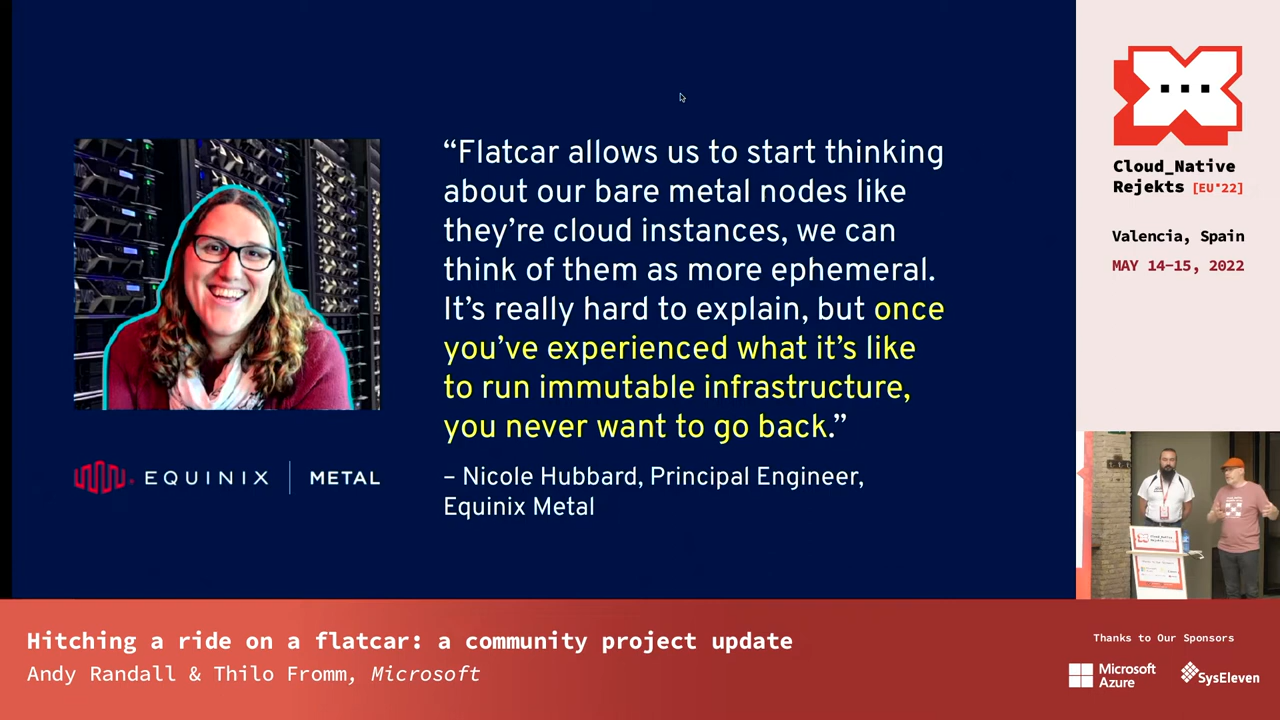 “Flatcar allows us to start thinking
about our bare metal nodes like
they’re cloud instances, we can
think of them as more ephemeral.
It’s really hard to explain, but once
you’ve experienced what it’s like
to run immutable infrastructure,
you never want to go back.”
– Nicole Hubbard, Principal Engineer,
Equinix Metal
EQUINIX | METAL
Cloud_Native
Rejekts [EU*22]
Valencia, Spain
MAY 14-15, 2022
Hitching a ride on a flatcar: a community project update
Andy Randall & Thilo Fromm, Microsoft
Thanks to Our Sponsors
Microsoft
Azure
SysEleven